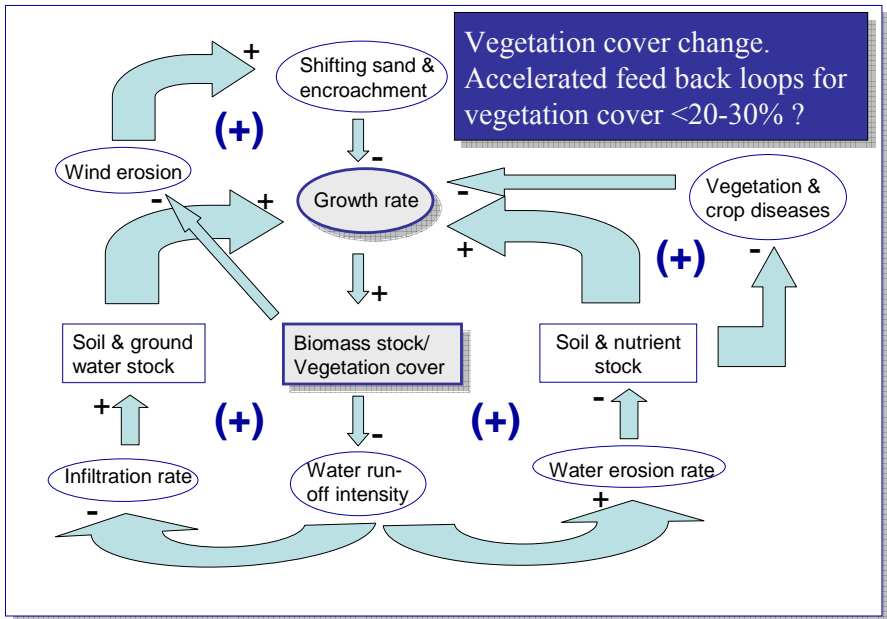 Vegetation cover change.
Accelerated feed back loops for
vegetation cover <20-30% ?
+
Shifting sand &
encroachment
(+)
-
Wind erosion
-
+
Growth rate
-
+
Vegetation &
crop diseases
(+)
-
+
Soil & ground
water stock
Biomass stock/
Vegetation cover
Soil & nutrient
stock
+
(+)
-
(+)
-
Infiltration rate
Water run-
off intensity
Water erosion rate
-
+